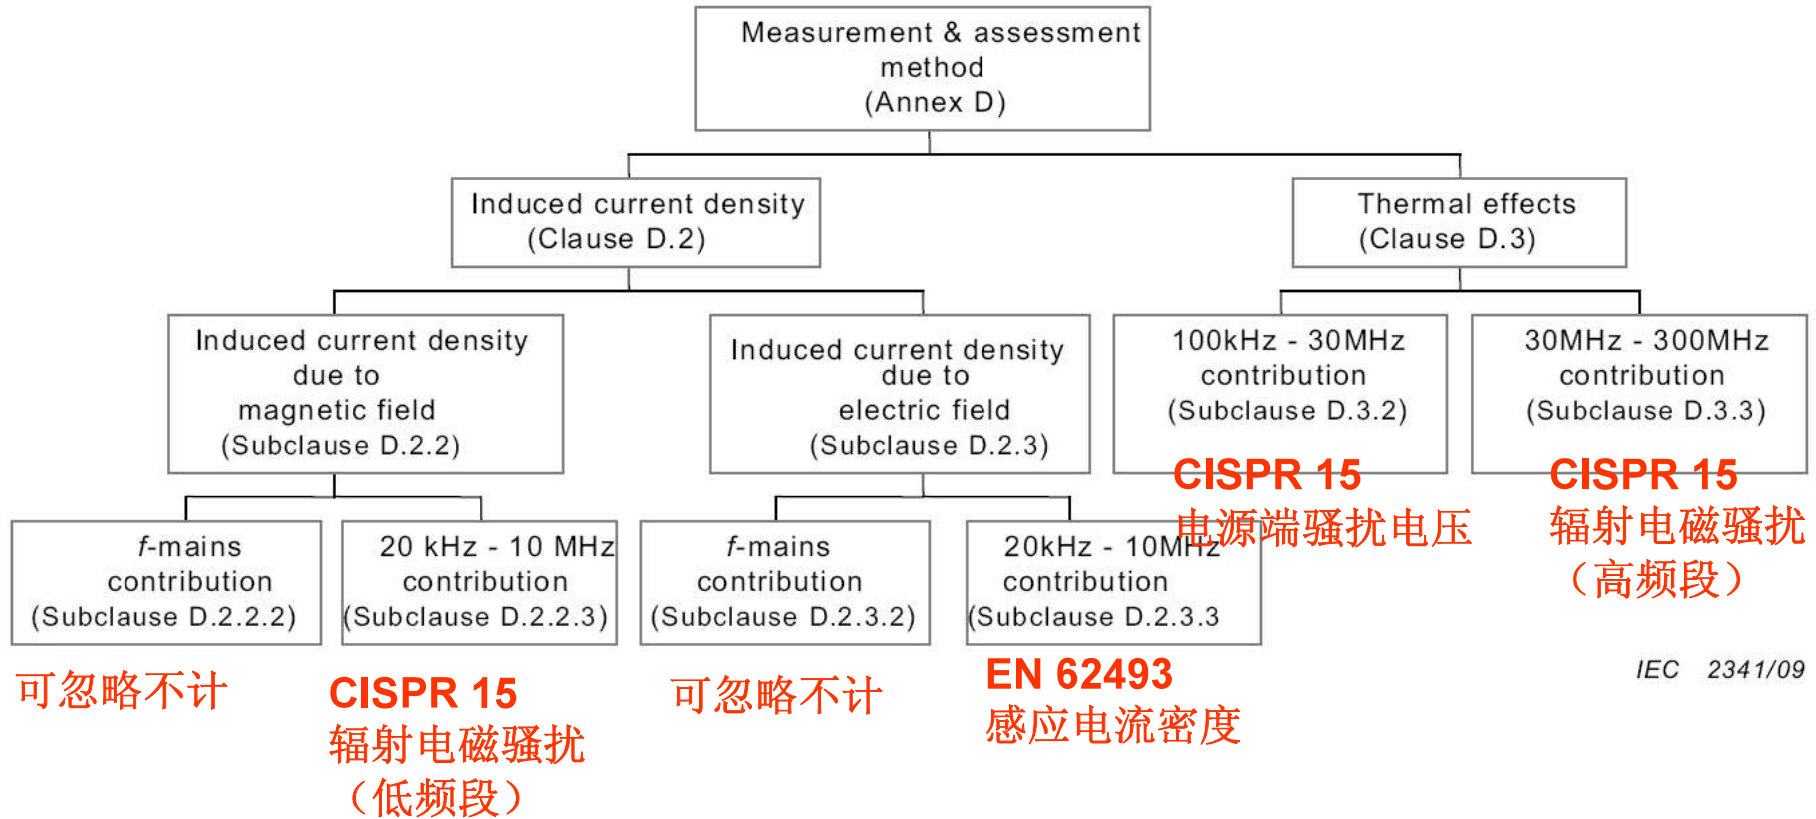 Measurement & assessment
method
(Annex D)
Induced current density
(Clause D.2)
Thermal effects
(Clause D.3)
Induced current density
due to
magnetic field
(Subclause D.2.2)
Induced current density
due to
electric field
(Subclause D.2.3)
100kHz - 30MHz
contribution
(Subclause D.3.2)
30MHz - 300MHz
contribution
(Subclause D.3.3)
CISPR 15
电源端骚扰电压
CISPR 15
辐射电磁骚扰
（高频段）
f-mains
contribution
(Subclause D.2.2.2)
20 kHz - 10 MHz
contribution
(Subclause D.2.2.3)
f-mains
contribution
(Subclause D.2.3.2)
20kHz - 10MHz
contribution
(Subclause D.2.3.3
可忽略不计
CISPR 15
辐射电磁骚扰
（低频段）
可忽略不计
EN 62493
感应电流密度
IEC 2341/09